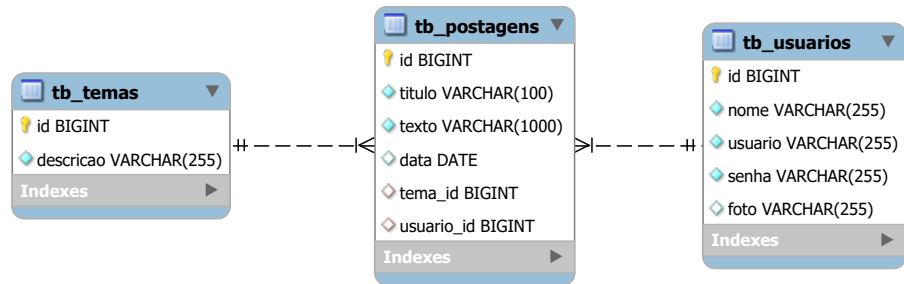 tb_temas
id BIGINT
descricao VARCHAR(255)
Indexes
tb_postagens
id BIGINT
titulo VARCHAR(100)
texto VARCHAR(1000)
data DATE
tema_id BIGINT
usuario_id BIGINT
Indexes
tb_usuarios
id BIGINT
nome VARCHAR(255)
usuario VARCHAR(255)
senha VARCHAR(255)
foto VARCHAR(255)
Indexes